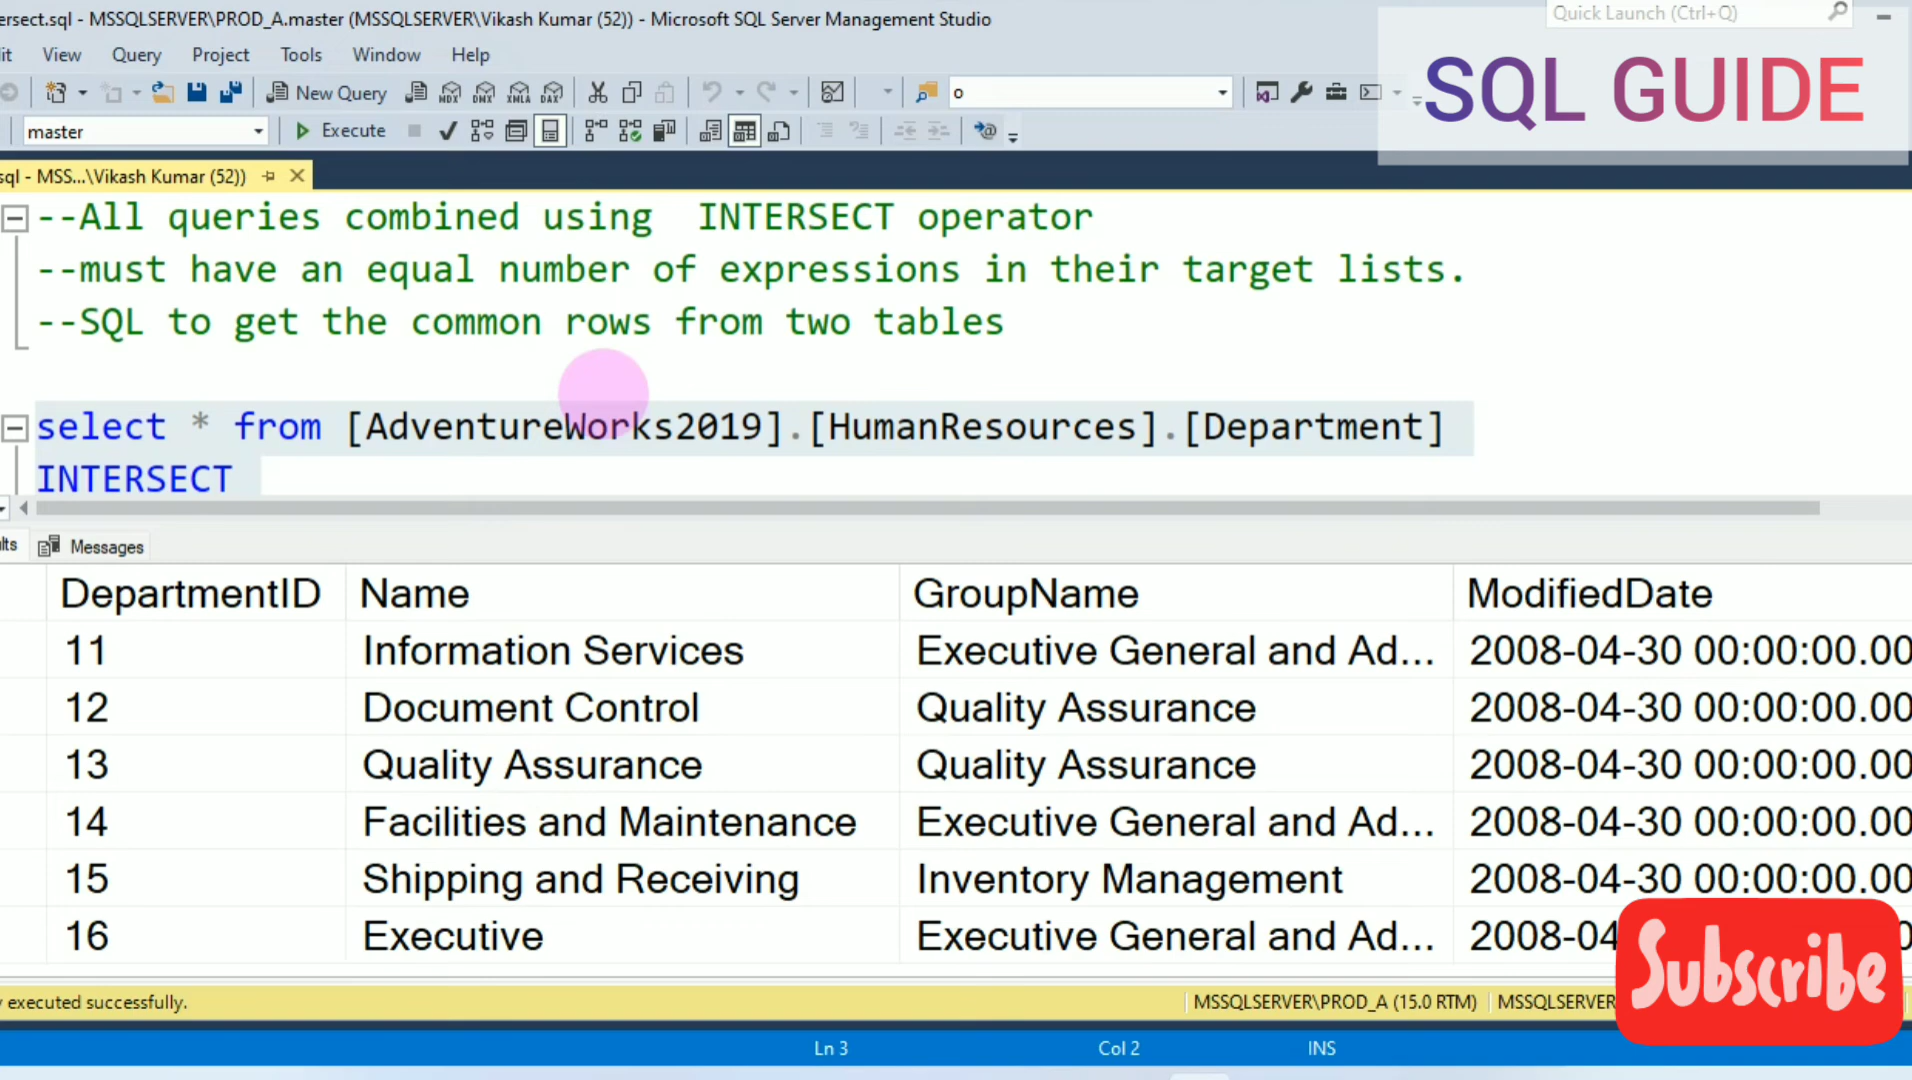 ersect.sql - MSSQLSERVER\PROD_A.master (MSSQLSERVER\Vikash Kumar (52)) - Microsoft SQL Server Management Studio
Quick Launch (Ctrl+Q)
it View Query Project Tools Window Help
SQL GUIDE
New Query MDX DMX XMLA DAX o
master Execute
sql - MSS...\Vikash Kumar (52))
--All queries combined using  INTERSECT operator
--must have an equal number of expressions in their target lists.
--SQL to get the common rows from two tables
select * from [AdventureWorks2019].[HumanResources].[Department]
INTERSECT
lts Messages
DepartmentID Name GroupName ModifiedDate
11 Information Services Executive General and Ad... 2008-04-30 00:00:00.00
12 Document Control Quality Assurance 2008-04-30 00:00:00.00
13 Quality Assurance Quality Assurance 2008-04-30 00:00:00.00
14 Facilities and Maintenance Executive General and Ad... 2008-04-30 00:00:00.00
15 Shipping and Receiving Inventory Management 2008-04-30 00:00:00.00
16 Executive Executive General and Ad... 2008-04
Subscribe
y executed successfully. MSSQLSERVER\PROD_A (15.0 RTM) MSSQLSERVER
Ln 3 Col 2 INS